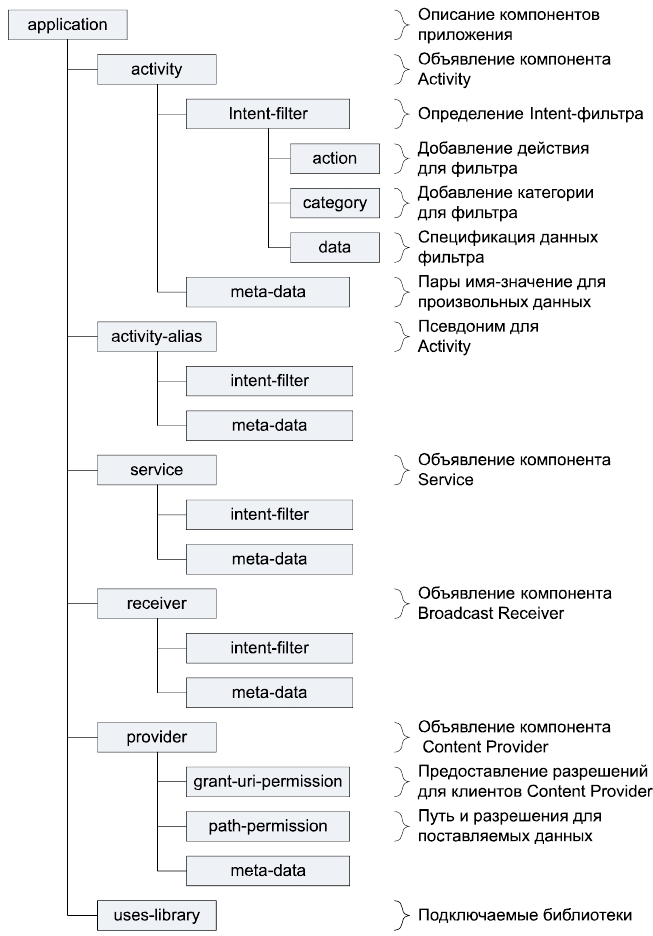 application
Описание компонентов
приложения
activity
Объявление компонента
Activity
Intent-filter
Определение Intent-фильтра
action
Добавление действия
для фильтра
category
Добавление категории
для фильтра
data
Спецификация данных
фильтра
meta-data
Пары имя-значение для
произвольных данных
activity-alias
Псевдоним для
Activity
intent-filter
meta-data
service
Объявление компонента
Service
intent-filter
meta-data
receiver
Объявление компонента
Broadcast Receiver
intent-filter
meta-data
provider
Объявление компонента
Content Provider
grant-uri-permission
Предоставление разрешений
для клиентов Content Provider
path-permission
Путь и разрешения для
поставляемых данных
meta-data
uses-library
Подключаемые библиотеки